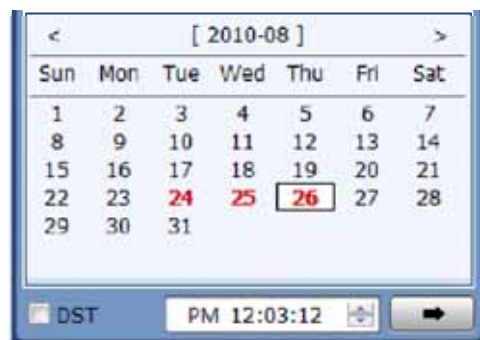 < [ 2010-08 ] >
Sun Mon Tue Wed Thu Fri Sat
1 2 3 4 5 6 7
8 9 10 11 12 13 14
15 16 17 18 19 20 21
22 23 24 25 26 27 28
29 30 31
DST PM 12:03:12